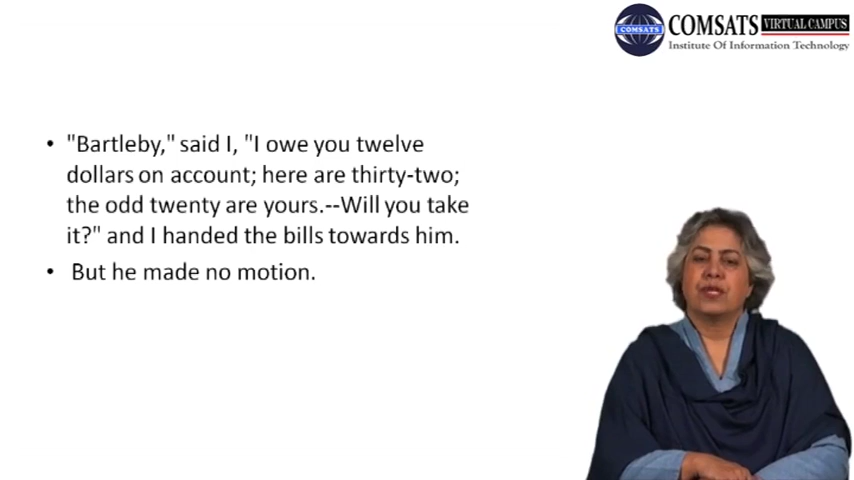 COMSATS
COMSATS VIRTUAL CAMPUS
Institute Of Information Technology
• "Bartleby," said I, "I owe you twelve
dollars on account; here are thirty-two;
the odd twenty are yours.--Will you take
it?" and I handed the bills towards him.
• But he made no motion.